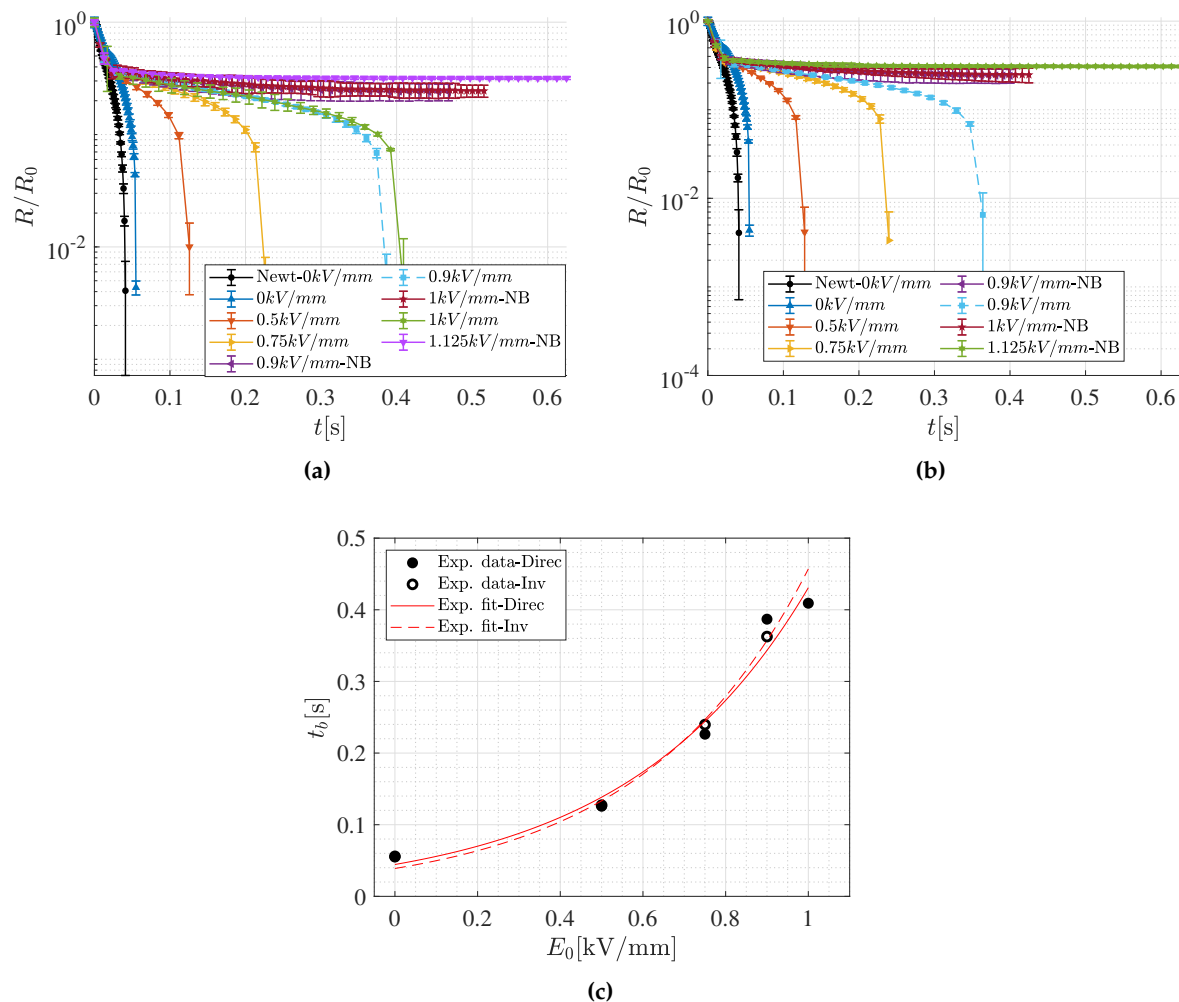 10^0
10^-2
R/R_0
Newt-0kV/mm
0kV/mm
0.5kV/mm
0.75kV/mm
0.9kV/mm-NB
0.9kV/mm
1kV/mm-NB
1kV/mm
1.125kV/mm-NB
0 0.1 0.2 0.3 0.4 0.5 0.6
t[s]
(a)
10^0
10^-2
10^-4
R/R_0
Newt-0kV/mm
0kV/mm
0.5kV/mm
0.75kV/mm
0.9kV/mm-NB
0.9kV/mm
1kV/mm-NB
1.125kV/mm-NB
0 0.1 0.2 0.3 0.4 0.5 0.6
t[s]
(b)
0.5
0.4
0.3
0.2
0.1
0
t_b[s]
Exp. data-Direc
Exp. data-Inv
Exp. fit-Direc
Exp. fit-Inv
0 0.2 0.4 0.6 0.8 1
E_0[kV/mm]
(c)